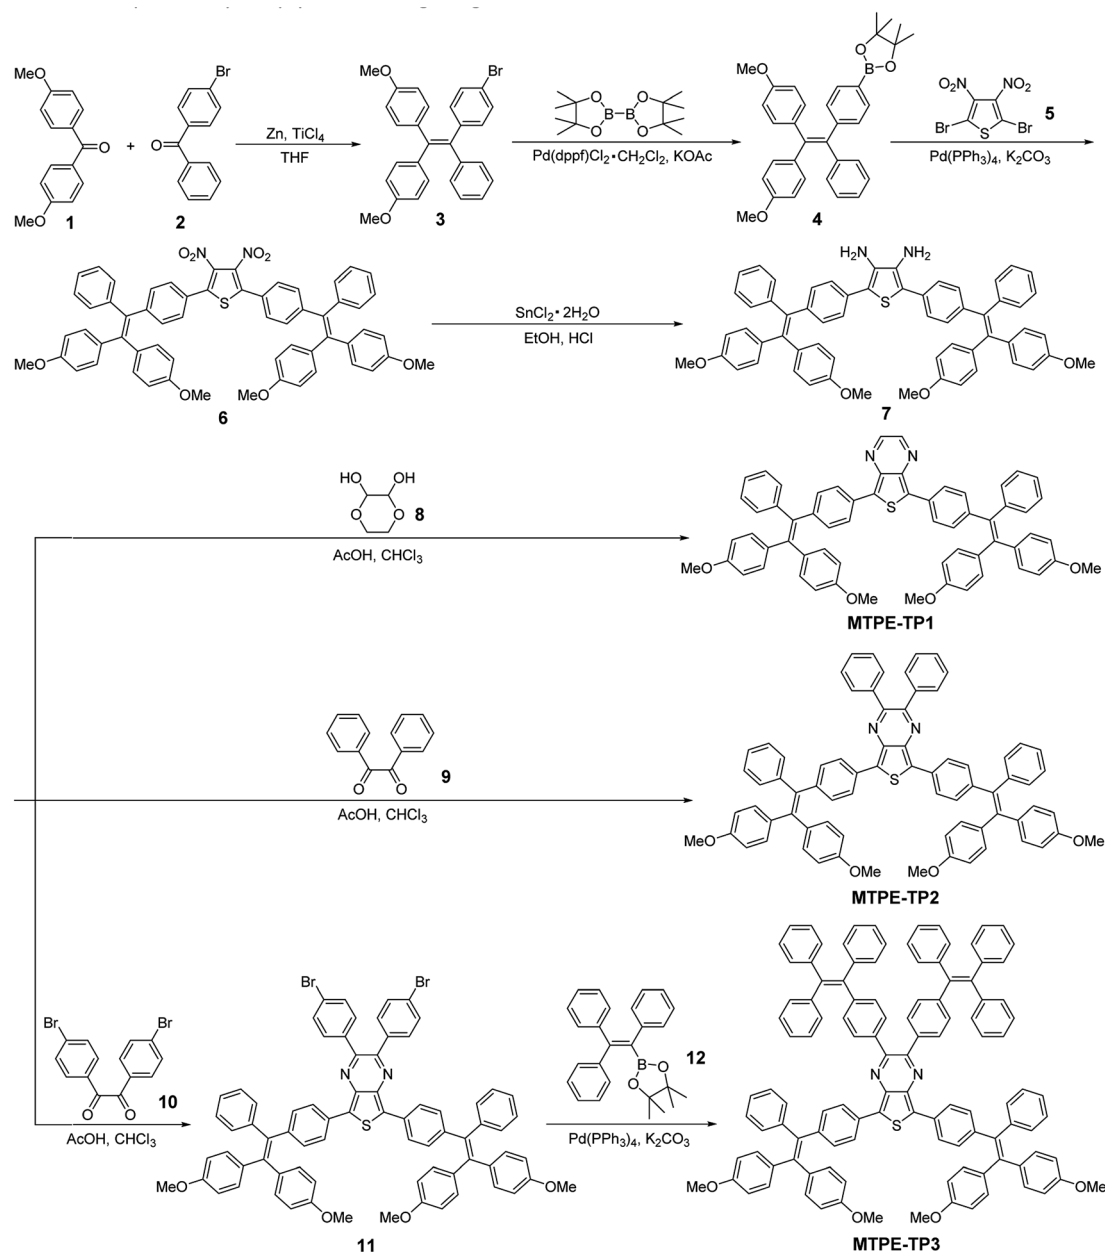 MeO
Br
O
+
O
MeO
1
2
Zn, TiCl4
THF
MeO
Br
MeO
3
O
O
B—B
O
O
Pd(dppf)Cl2•CH2Cl2, KOAc
O
B
O
MeO
MeO
4
O2N
NO2
Br
S
Br
5
Pd(PPh3)4, K2CO3
O2N
NO2
S
MeO
OMe
OMe
MeO
6
SnCl2•2H2O
EtOH, HCl
H2N
NH2
S
MeO
OMe
OMe
MeO
7
HO
OH
O
O
8
AcOH, CHCl3
N
N
S
MeO
OMe
OMe
MeO
MTPE-TP1
O
O
9
AcOH, CHCl3
N
N
S
MeO
OMe
OMe
MeO
MTPE-TP2
Br
Br
O
O
10
AcOH, CHCl3
Br
Br
N
N
S
MeO
OMe
OMe
MeO
11
B
O
O
12
Pd(PPh3)4, K2CO3
N
N
S
MeO
OMe
OMe
MeO
MTPE-TP3